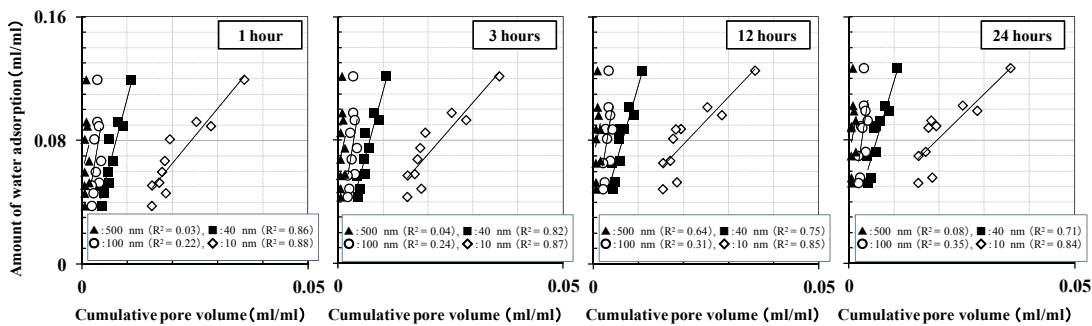 Amount of water adsorption(ml/ml)
0.16
0.08
0
1 hour
▲:500 nm (R² = 0.03), ■:40 nm (R² = 0.86)
○:100 nm (R² = 0.22), ◇:10 nm (R² = 0.88)
0 0.05
Cumulative pore volume (ml/ml)
3 hours
▲:500 nm (R² = 0.04), ■:40 nm (R² = 0.82)
○:100 nm (R² = 0.24), ◇:10 nm (R² = 0.87)
0 0.05
Cumulative pore volume (ml/ml)
12 hours
▲:500 nm (R² = 0.64), ■:40 nm (R² = 0.75)
○:100 nm (R² = 0.31), ◇:10 nm (R² = 0.85)
0 0.05
Cumulative pore volume (ml/ml)
24 hours
▲:500 nm (R² = 0.08), ■:40 nm (R² = 0.71)
○:100 nm (R² = 0.35), ◇:10 nm (R² = 0.84)
0 0.05
Cumulative pore volume (ml/ml)